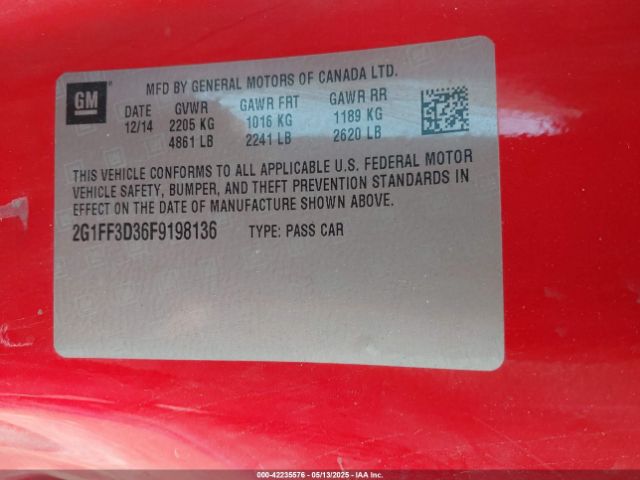 GM
MFD BY GENERAL MOTORS OF CANADA LTD.
DATE GVWR GAWR FRT GAWR RR
12/14 2205 KG 1016 KG 1189 KG
4861 LB 2241 LB 2620 LB
THIS VEHICLE CONFORMS TO ALL APPLICABLE U.S. FEDERAL MOTOR
VEHICLE SAFETY, BUMPER, AND THEFT PREVENTION STANDARDS IN
EFFECT ON THE DATE OF MANUFACTURE SHOWN ABOVE.
2G1FF3D36F9198136 TYPE: PASS CAR
000-42235576 - 05/13/2025 - IAA Inc.